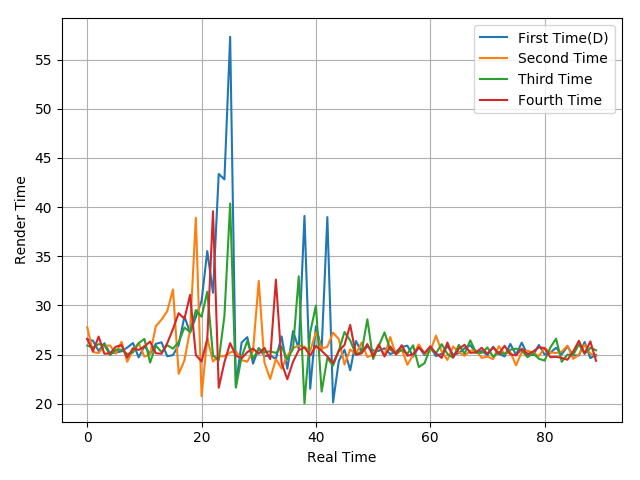 First Time(D)
Second Time
Third Time
Fourth Time
Render Time
55
50
45
40
35
30
25
20
0 20 40 60 80
Real Time